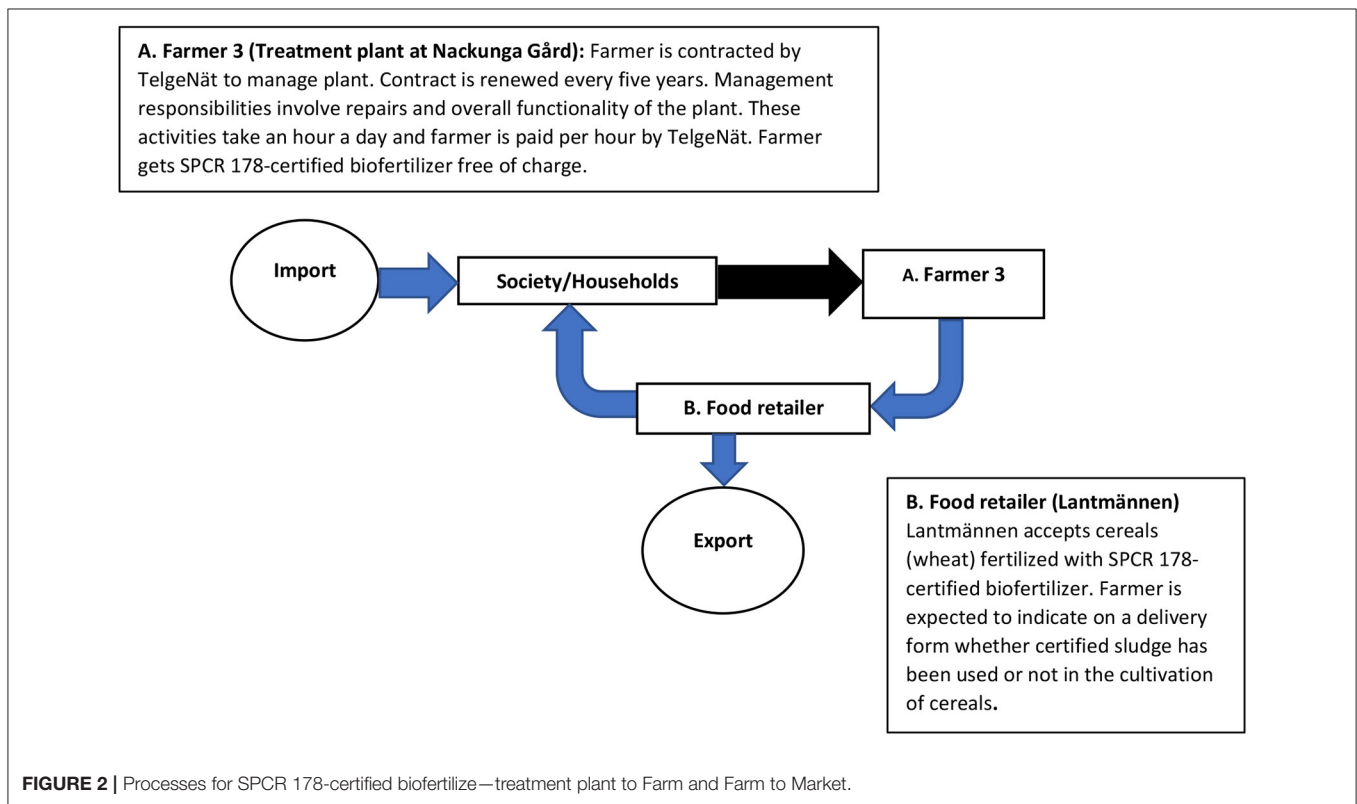 A. Farmer 3 (Treatment plant at Nackunga Gård): Farmer is contracted by
TelgeNät to manage plant. Contract is renewed every five years. Management
responsibilities involve repairs and overall functionality of the plant. These
activities take an hour a day and farmer is paid per hour by TelgeNät. Farmer
gets SPCR 178-certified biofertilizer free of charge.
Import
Society/Households
A. Farmer 3
B. Food retailer
Export
B. Food retailer (Lantmännen)
Lantmännen accepts cereals
(wheat) fertilized with SPCR 178-
certified biofertilizer. Farmer is
expected to indicate on a delivery
form whether certified sludge has
been used or not in the cultivation
of cereals.
FIGURE 2 | Processes for SPCR 178-certified biofertilize—treatment plant to Farm and Farm to Market.